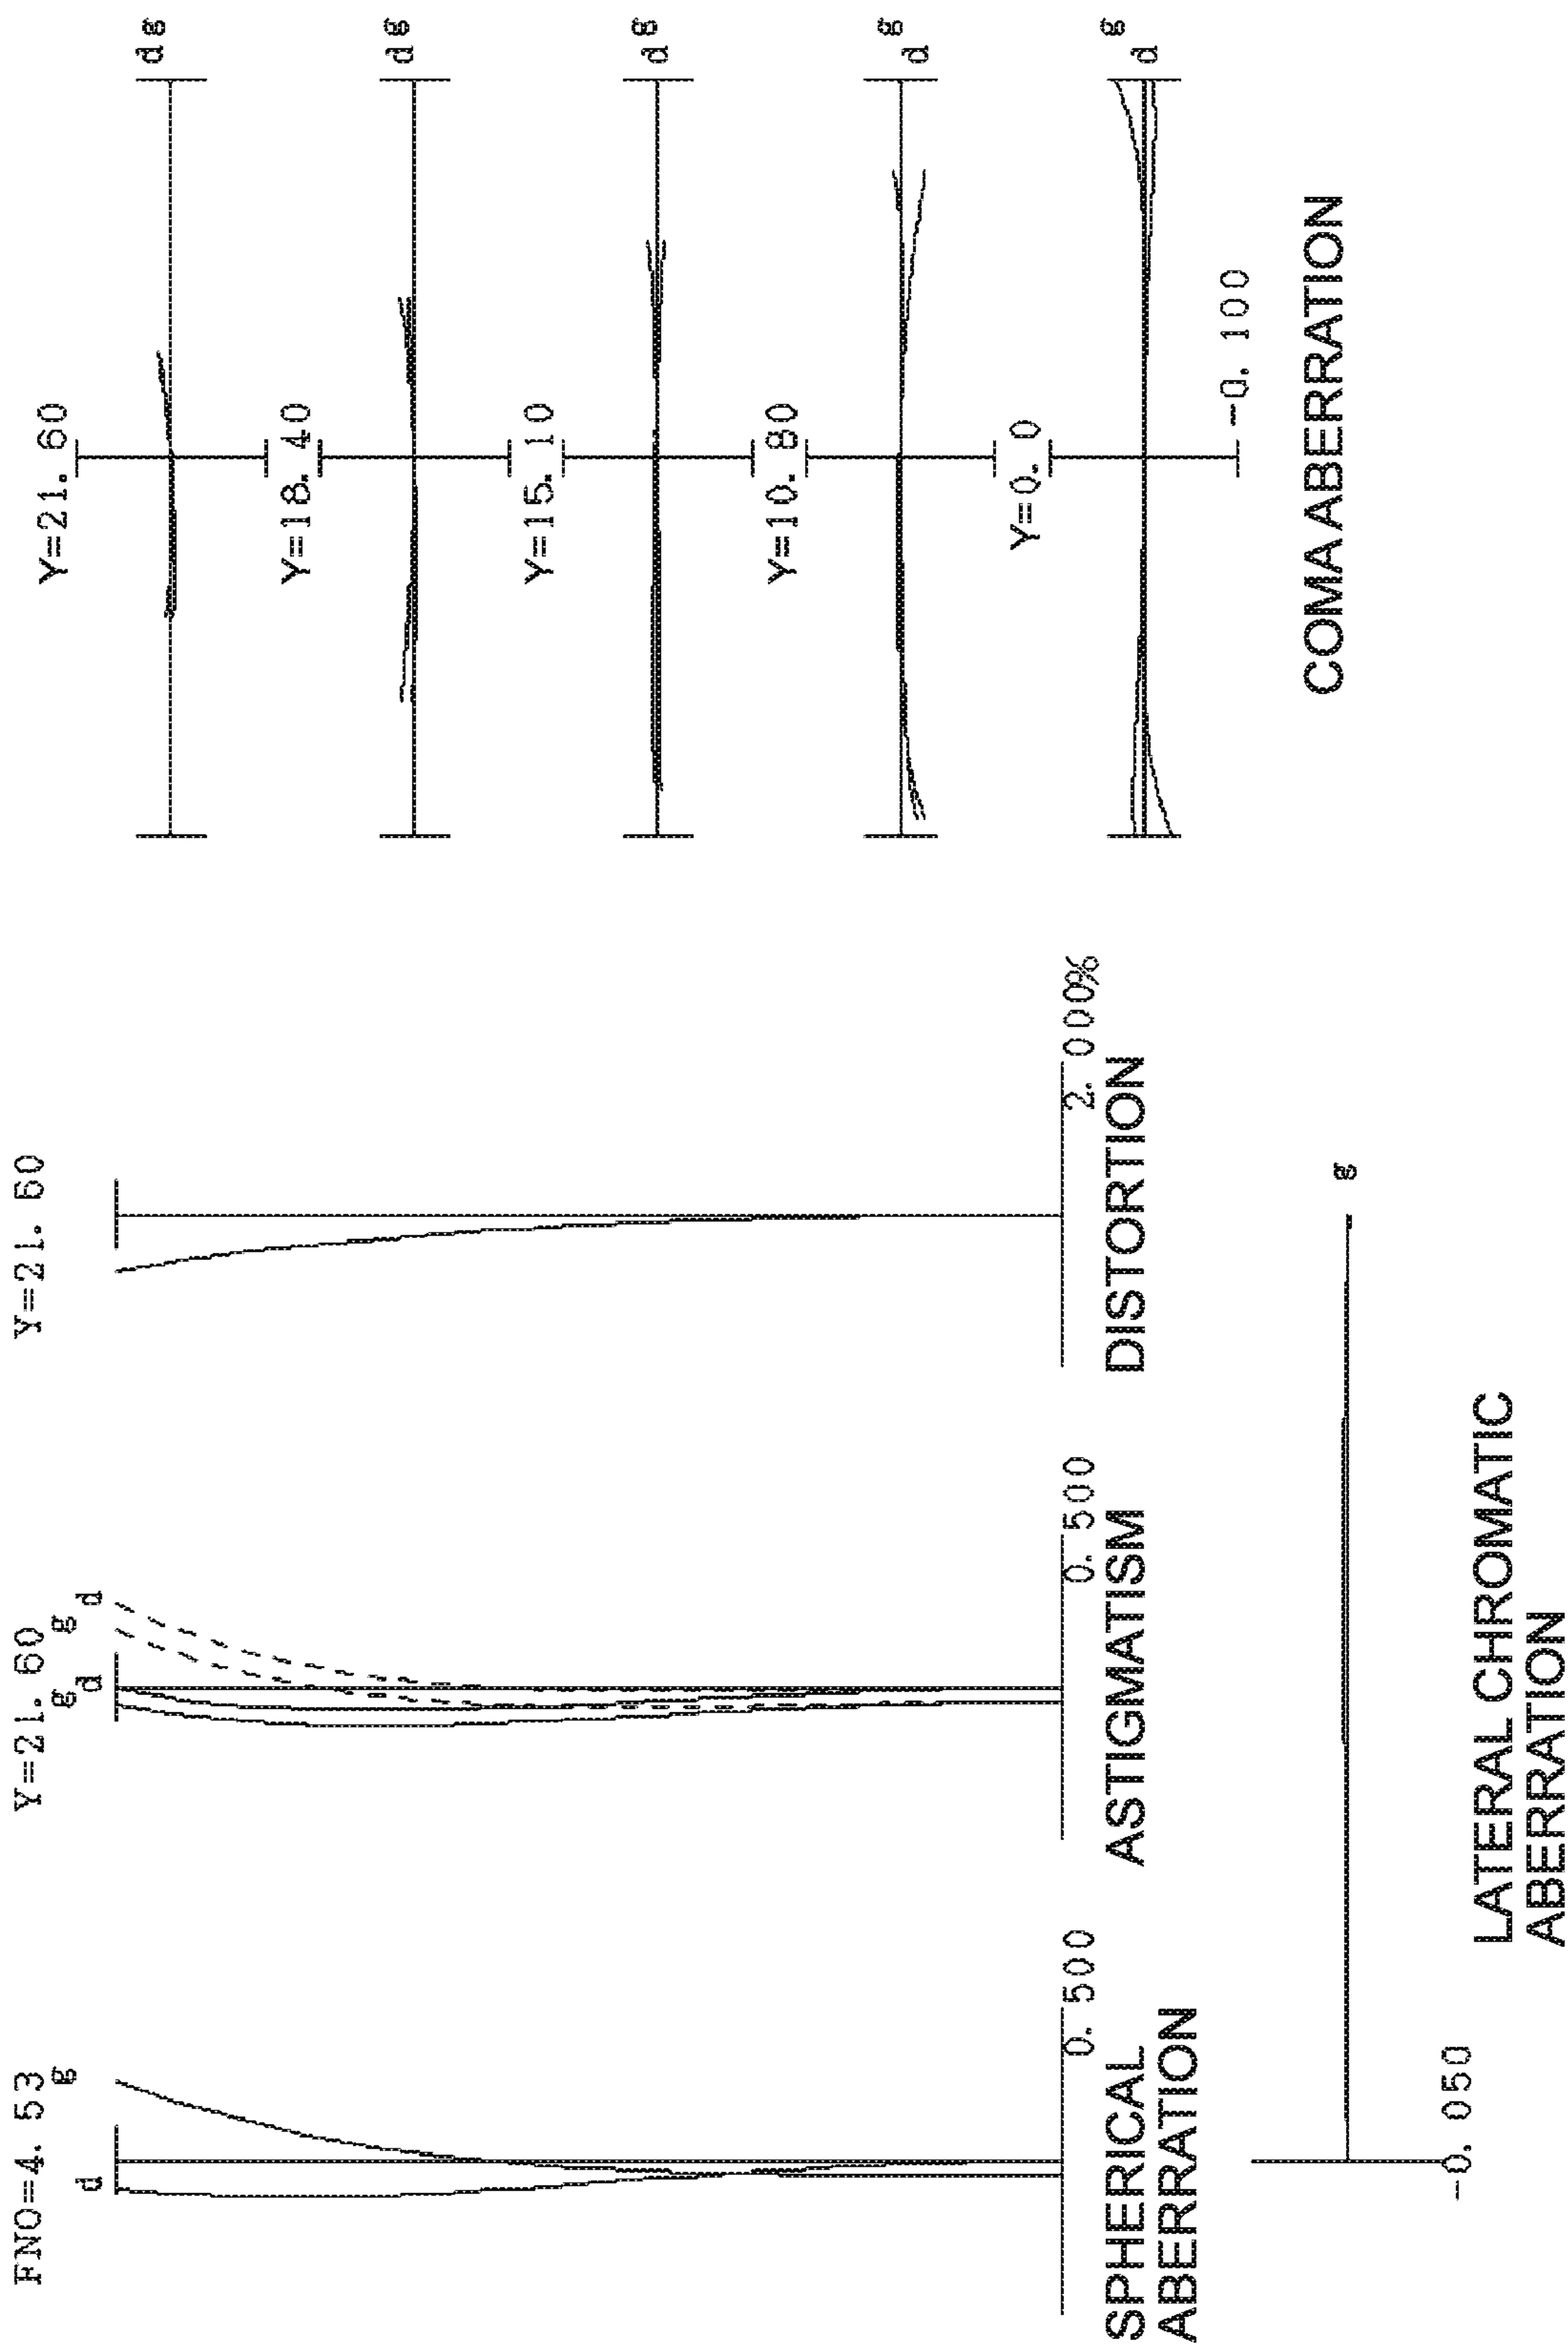 FNO=4. 53
d
g
0. 500
SPHERICAL
ABERRATION
Y=21. 60
g
d
g
d
0. 500
ASTIGMATISM
Y=21. 60
2. 000%
DISTORTION
-0. 050
g
LATERAL CHROMATIC
ABERRATION
Y=21. 60
d g
Y=18. 40
d g
Y=15. 10
d g
Y=10. 80
g
d
Y=0. 0
g
d
-0. 100
COMA ABERRATION